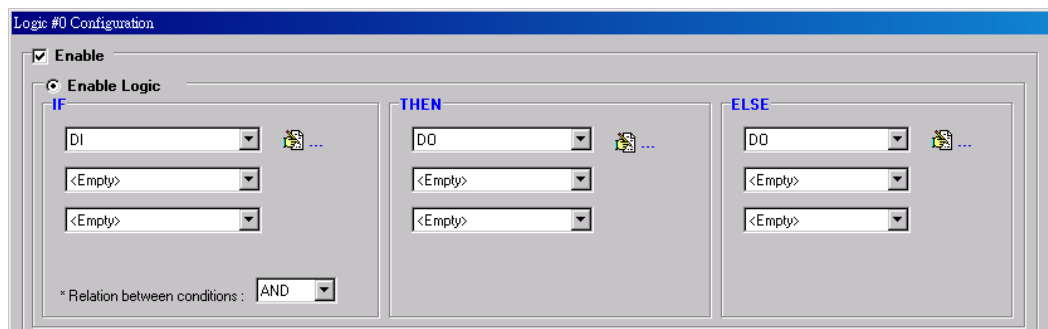 Logic #0 Configuration
Enable
Enable Logic
IF
THEN
ELSE
DI
...
DO
...
DO
...
<Empty>
<Empty>
<Empty>
<Empty>
<Empty>
<Empty>
* Relation between conditions : AND